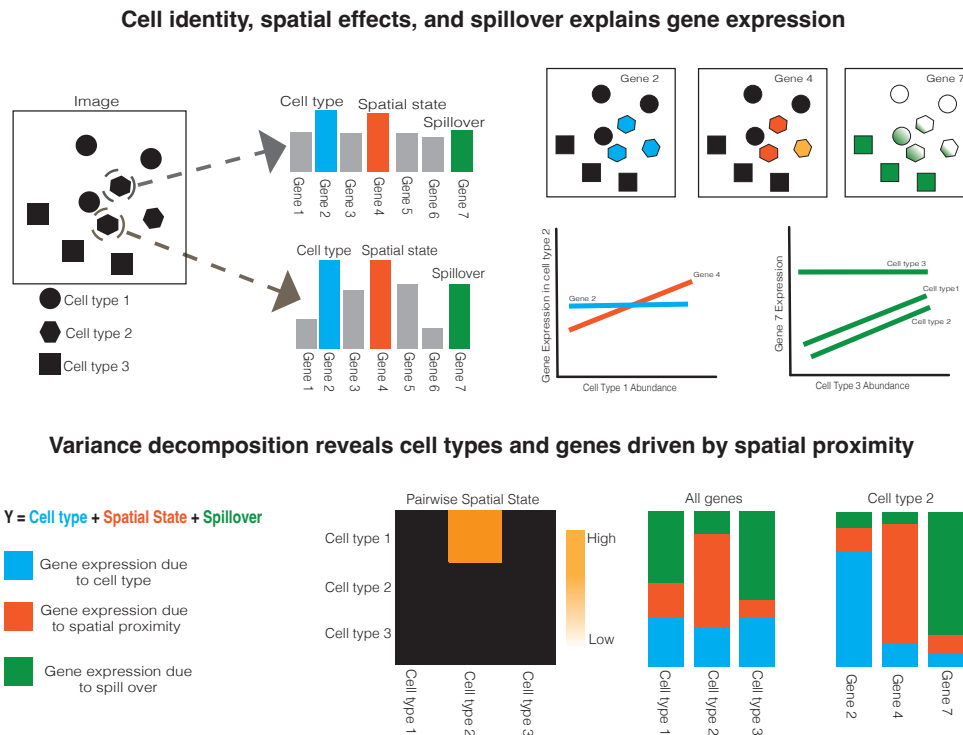 Cell identity, spatial effects, and spillover explains gene expression
Image
Cell type 1
Cell type 2
Cell type 3
Cell type
Spatial state
Spillover
Gene 1
Gene 2
Gene 3
Gene 4
Gene 5
Gene 6
Gene 7
Cell type
Spatial state
Spillover
Gene 1
Gene 2
Gene 3
Gene 4
Gene 5
Gene 6
Gene 7
Gene 2
Gene 4
Gene 7
Gene Expression in cell type 2
Gene 2
Gene 4
Cell Type 1 Abundance
Gene 7 Expression
Cell type 3
Cell type1
Cell type 2
Cell Type 3 Abundance
Variance decomposition reveals cell types and genes driven by spatial proximity
Y = Cell type + Spatial State + Spillover
Gene expression due
to cell type
Gene expression due
to spatial proximity
Gene expression due
to spill over
Pairwise Spatial State
Cell type 1
Cell type 2
Cell type 3
Cell type 1
Cell type 2
Cell type 3
High
Low
All genes
Cell type 1
Cell type 2
Cell type 3
Cell type 2
Gene 2
Gene 4
Gene 7